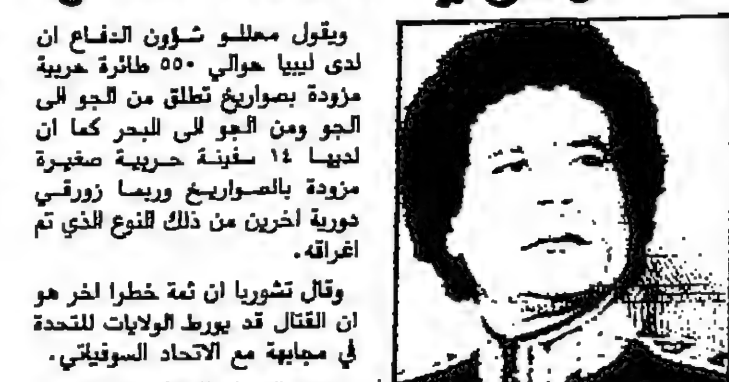 ويقول محللو شؤون الدفاع ان
لدى ليبيا حوالي ٥٥٠ طائرة حربية
مزودة بصواريخ تطلق من الجو الى
الجو ومن الجو الى البحر كما ان
لديها ١٤ سفينة حربية صغيرة
مزودة بالصواريخ وربما زورقي
دورية اخرين من ذلك النوع الذي تم
اغراقه.
وقال تشوريا ان ثمة خطرا اخر هو
ان القتال قد يورط الولايات المتحدة
في مجابهة مع الاتحاد السوفياتي.